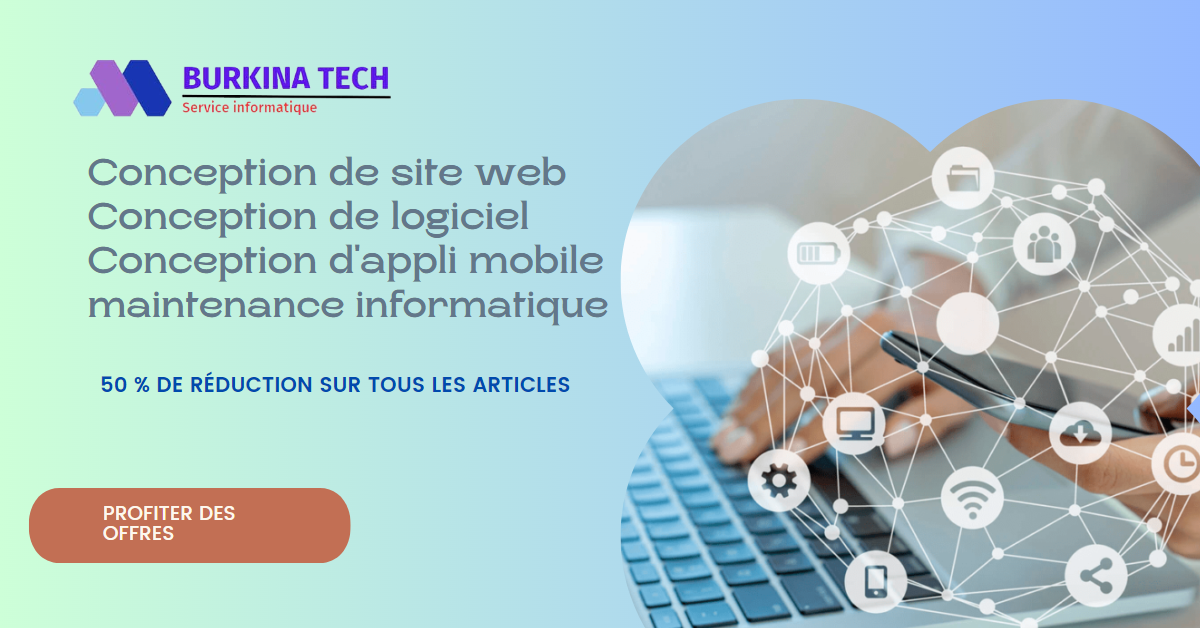 BURKINA TECH
Service informatique
Conception de site web
Conception de logiciel
Conception d'appli mobile
maintenance informatique
50 % DE RÉDUCTION SUR TOUS LES ARTICLES
PROFITER DES
OFFRES